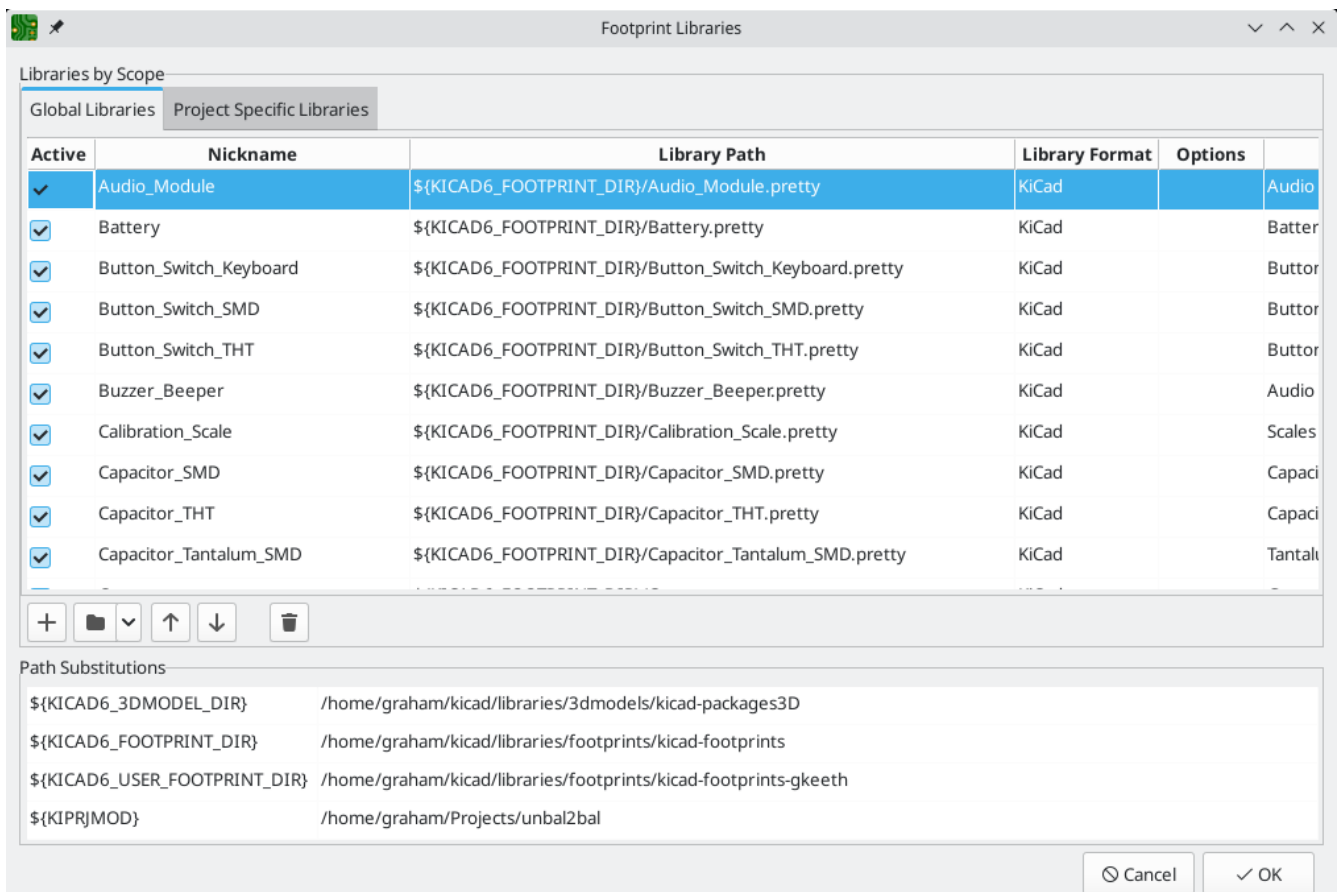 Footprint Libraries
Libraries by Scope
Global Libraries Project Specific Libraries
Active Nickname Library Path Library Format Options
Audio_Module ${KICAD6_FOOTPRINT_DIR}/Audio_Module.pretty KiCad Audio
Battery ${KICAD6_FOOTPRINT_DIR}/Battery.pretty KiCad Batter
Button_Switch_Keyboard ${KICAD6_FOOTPRINT_DIR}/Button_Switch_Keyboard.pretty KiCad Button
Button_Switch_SMD ${KICAD6_FOOTPRINT_DIR}/Button_Switch_SMD.pretty KiCad Button
Button_Switch_THT ${KICAD6_FOOTPRINT_DIR}/Button_Switch_THT.pretty KiCad Button
Buzzer_Beeper ${KICAD6_FOOTPRINT_DIR}/Buzzer_Beeper.pretty KiCad Audio
Calibration_Scale ${KICAD6_FOOTPRINT_DIR}/Calibration_Scale.pretty KiCad Scales
Capacitor_SMD ${KICAD6_FOOTPRINT_DIR}/Capacitor_SMD.pretty KiCad Capaci
Capacitor_THT ${KICAD6_FOOTPRINT_DIR}/Capacitor_THT.pretty KiCad Capaci
Capacitor_Tantalum_SMD ${KICAD6_FOOTPRINT_DIR}/Capacitor_Tantalum_SMD.pretty KiCad Tantalu
Path Substitutions
${KICAD6_3DMODEL_DIR} /home/graham/kicad/libraries/3dmodels/kicad-packages3D
${KICAD6_FOOTPRINT_DIR} /home/graham/kicad/libraries/footprints/kicad-footprints
${KICAD6_USER_FOOTPRINT_DIR} /home/graham/kicad/libraries/footprints/kicad-footprints-gkeeth
${KIPRJMOD} /home/graham/Projects/unbal2bal
Cancel OK